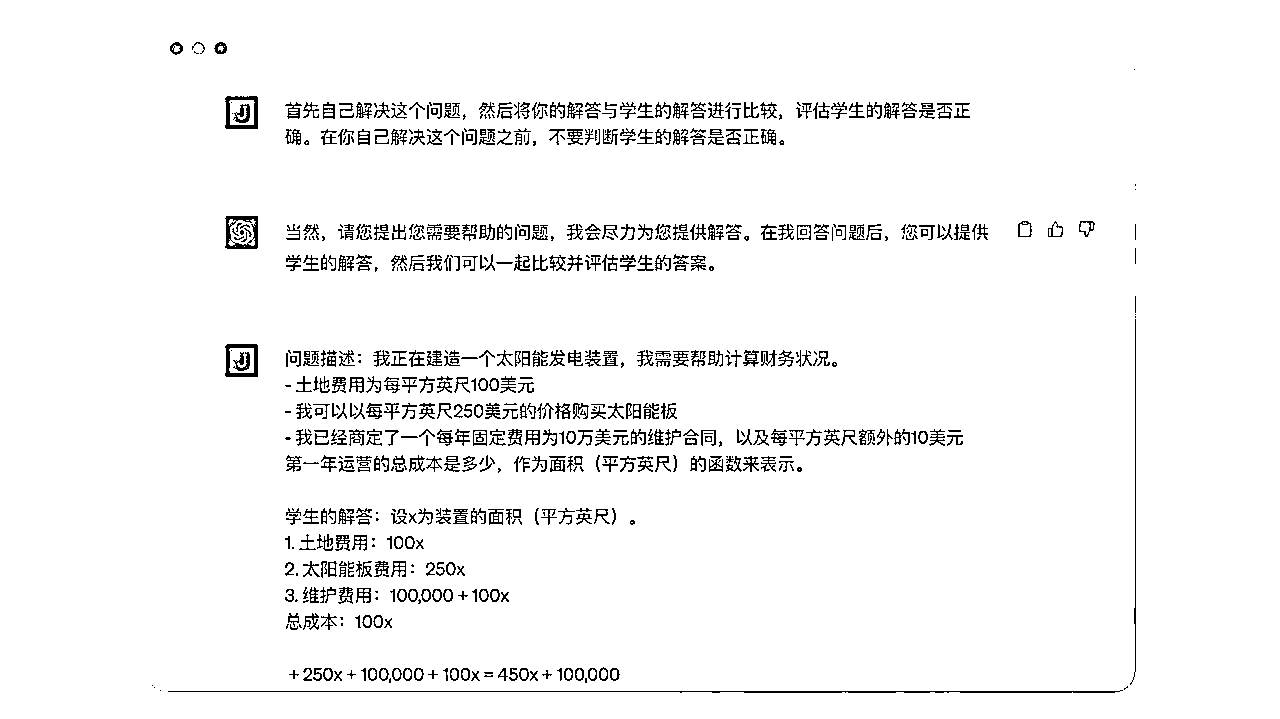 首先自己解决这个问题，然后将你的解答与学生的解答进行比较，评估学生的解答是否正
确。在你自己解决这个问题之前，不要判断学生的解答是否正确。
当然，请您提出您需要帮助的问题，我会尽力为您提供解答。在我回答问题后，您可以提供
学生的解答，然后我们可以一起比较并评估学生的答案。
问题描述：我正在建造一个太阳能发电装置，我需要帮助计算财务状况。
- 土地费用为每平方英尺100美元
- 我可以以每平方英尺250美元的价格购买太阳能板
- 我已经商定了一个每年固定费用为10万美元的维护合同，以及每平方英尺额外的10美元
第一年运营的总成本是多少，作为面积（平方英尺）的函数来表示。
学生的解答：设x为装置的面积（平方英尺）。
1. 土地费用：100x
2. 太阳能板费用：250x
3. 维护费用：100,000 + 100x
总成本：100x
+ 250x + 100,000 + 100x = 450x + 100,000